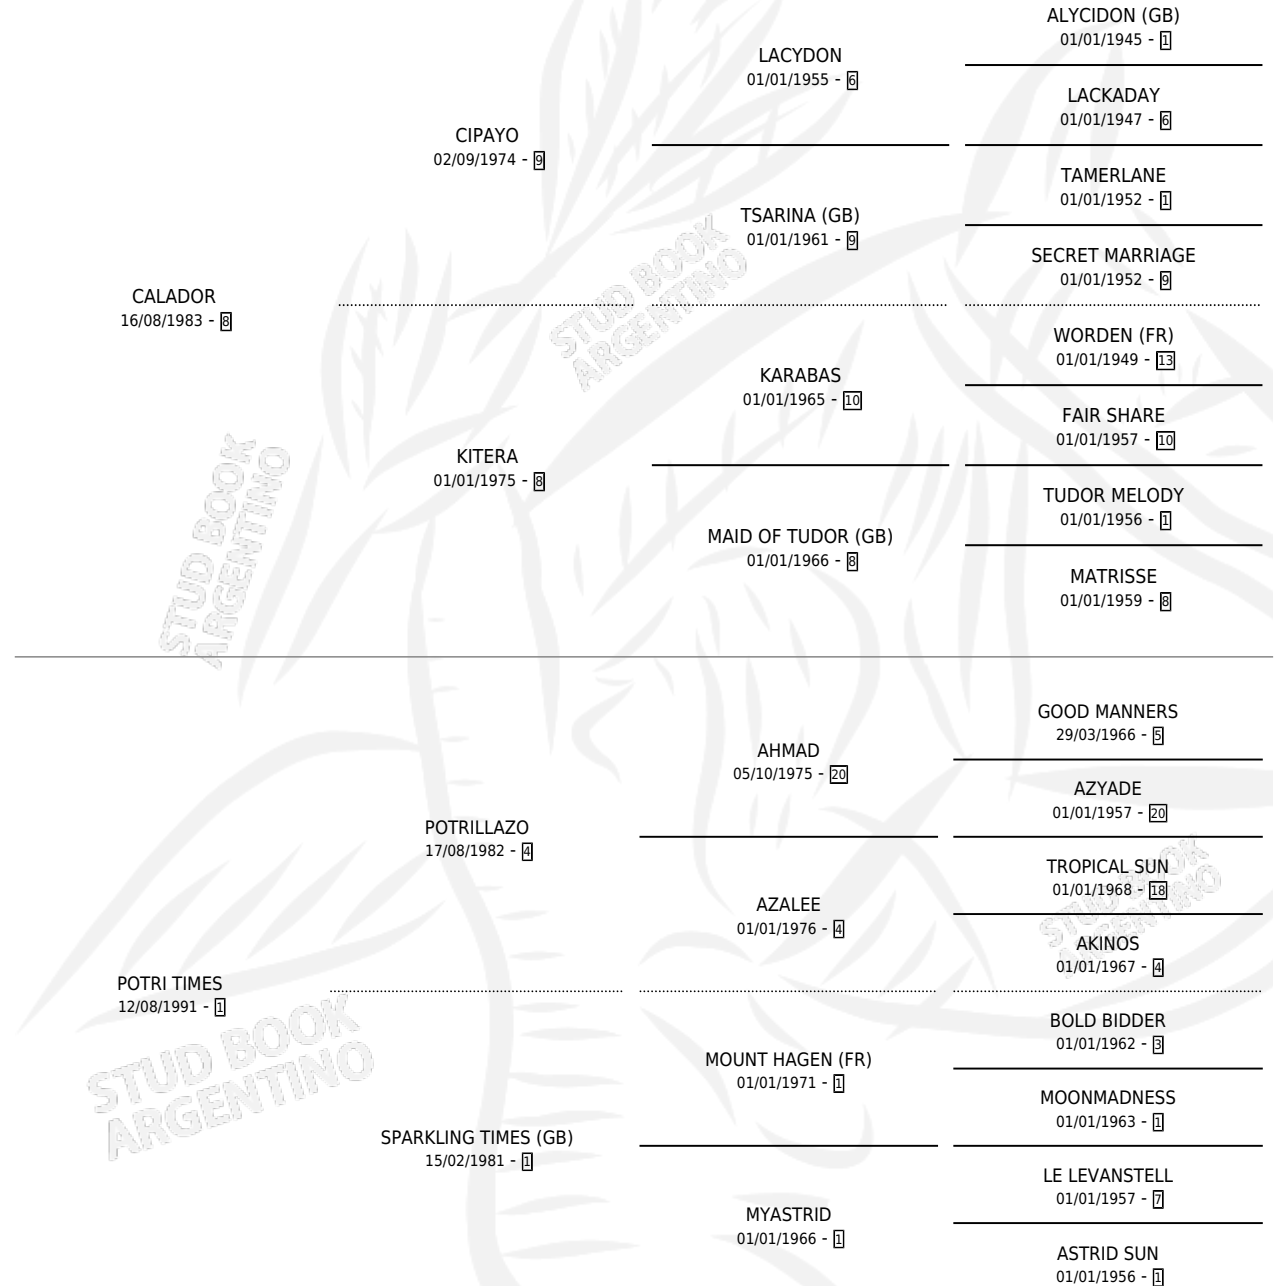 ALYCIDON (GB)
01/01/1945 - 1
LACYDON
01/01/1955 - 6
LACKADAY
01/01/1947 - 6
CIPAYO
02/09/1974 - 9
TAMERLANE
01/01/1952 - 1
TSARINA (GB)
01/01/1961 - 9
SECRET MARRIAGE
01/01/1952 - 9
CALADOR
16/08/1983 - 8
WORDEN (FR)
01/01/1949 - 13
KARABAS
01/01/1965 - 10
FAIR SHARE
01/01/1957 - 10
KITERA
01/01/1975 - 8
TUDOR MELODY
01/01/1956 - 1
MAID OF TUDOR (GB)
01/01/1966 - 8
MATRISSE
01/01/1959 - 8
GOOD MANNERS
29/03/1966 - 5
AHMAD
05/10/1975 - 20
AZYADE
01/01/1957 - 20
POTRILLAZO
17/08/1982 - 4
TROPICAL SUN
01/01/1968 - 18
AZALEE
01/01/1976 - 4
AKINOS
01/01/1967 - 4
POTRI TIMES
12/08/1991 - 1
BOLD BIDDER
01/01/1962 - 3
MOUNT HAGEN (FR)
01/01/1971 - 1
MOONMADNESS
01/01/1963 - 1
SPARKLING TIMES (GB)
15/02/1981 - 1
LE LEVANSTELL
01/01/1957 - 7
MYASTRID
01/01/1966 - 1
ASTRID SUN
01/01/1956 - 1
STUD BOOK
ARGENTINO
STUD BOOK
ARGENTINO
STUD BOOK
ARGENTINO
STUD BOOK
ARGENTINO